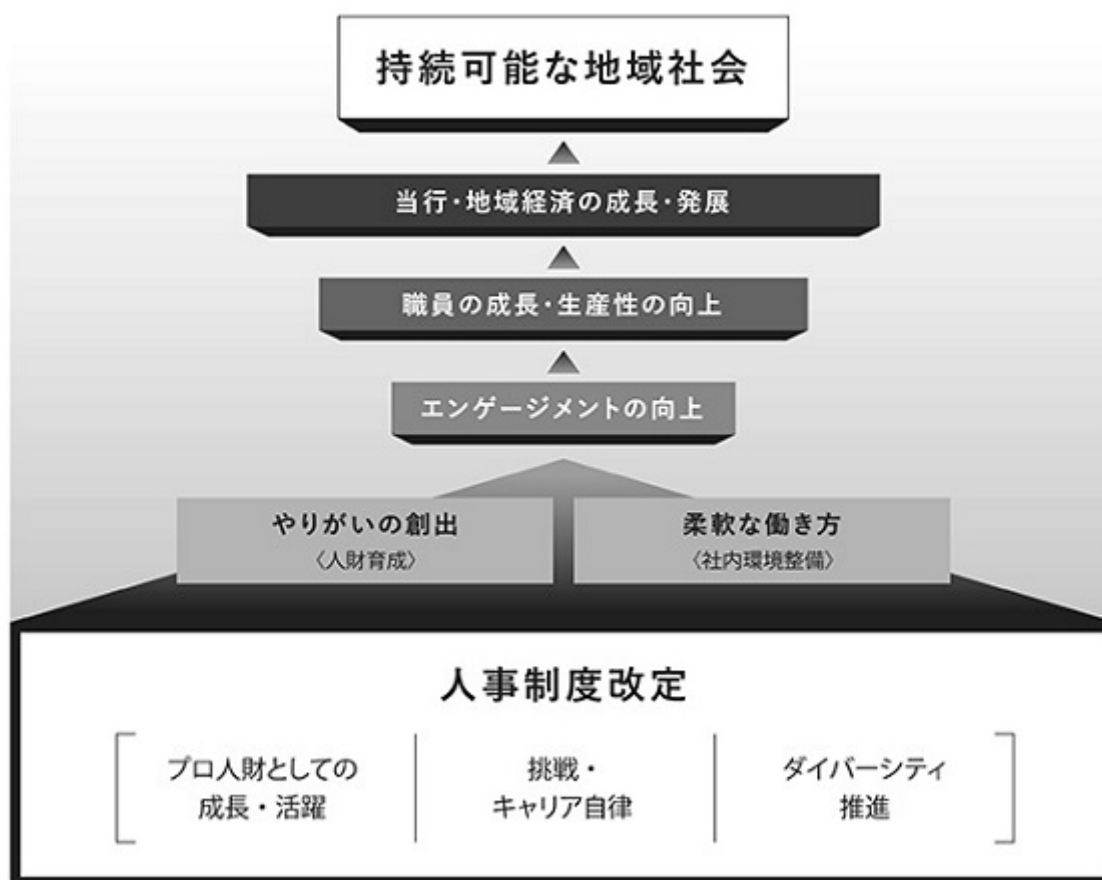 持続可能な地域社会
当行・地域経済の成長・発展
職員の成長・生産性の向上
エンゲージメントの向上
やりがいの創出
〈人財育成〉
柔軟な働き方
〈社内環境整備〉
人事制度改定
プロ人財としての
成長・活躍
挑戦・
キャリア自律
ダイバーシティ
推進